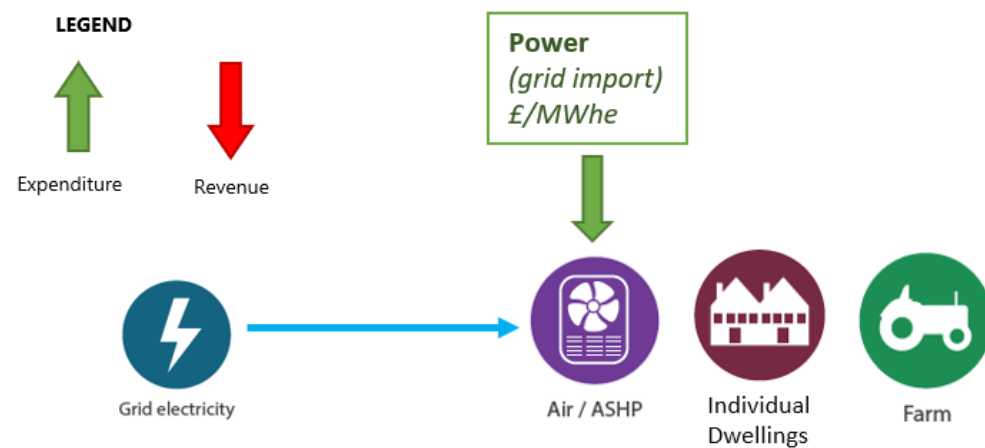 LEGEND
Expenditure
Revenue
Power
(grid import)
£/MWhe
Grid electricity
Air / ASHP
Individual
Dwellings
Farm